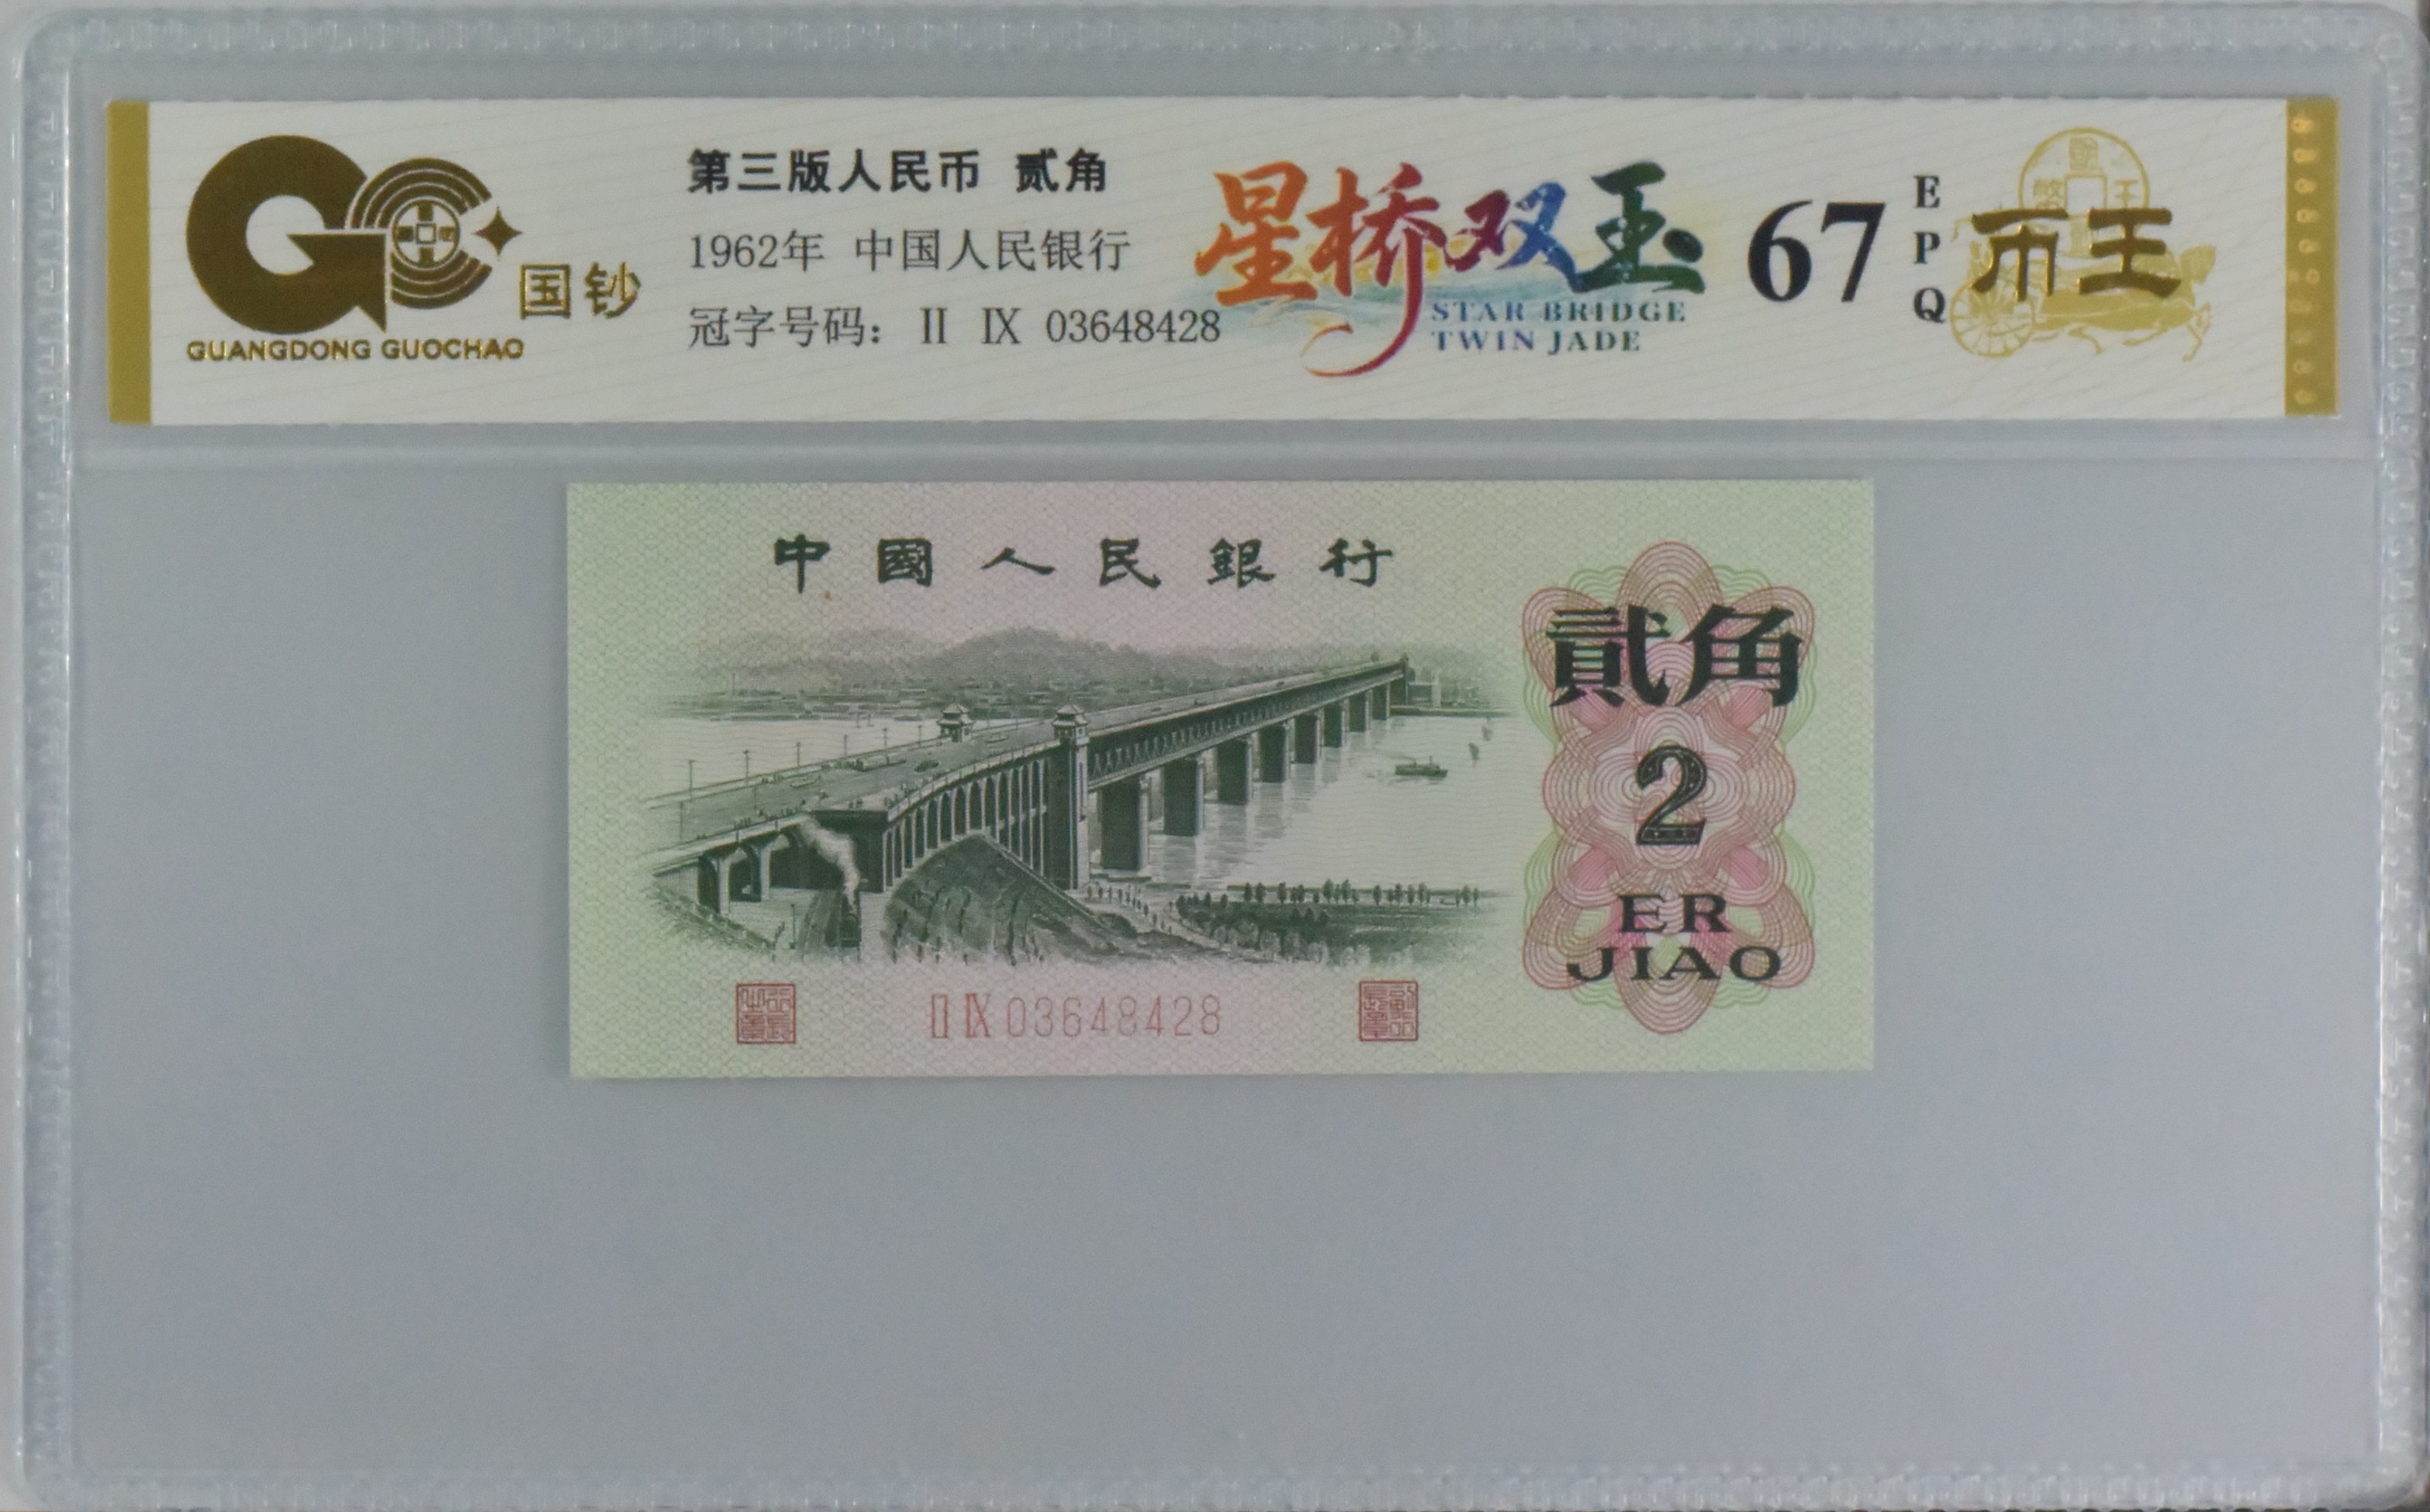 GC
国钞
GUANGDONG GUOCHAO
第三版人民币 贰角
1962年 中国人民银行
冠字号码： II IX 03648428
星桥双玉
STAR BRIDGE
TWIN JADE
67
E
P
Q
币王
中國人民銀行
貳角
2
ER
JIAO
II IX 03648428